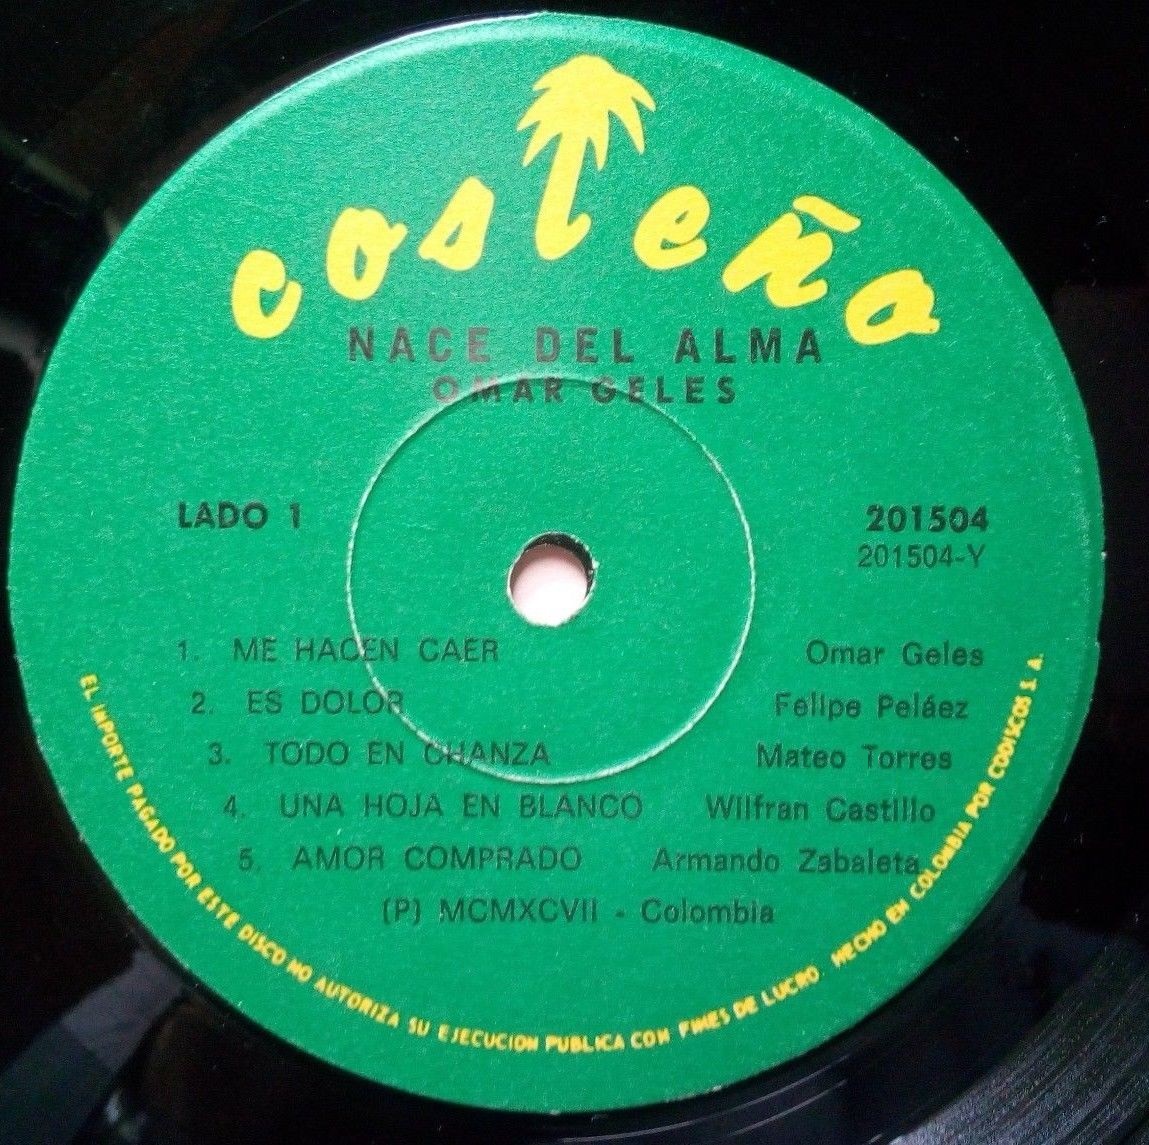 costeño
NACE DEL ALMA
OMAR GELES
LADO 1 201504
201504-Y
1. ME HACEN CAER Omar Geles
2. ES DOLOR Felipe Peláez
3. TODO EN CHANZA Mateo Torres
4. UNA HOJA EN BLANCO Wilfran Castillo
5. AMOR COMPRADO Armando Zabaleta
(P) MCMXCVII - Colombia
EL IMPORTE PAGADO POR ESTE DISCO NO AUTORIZA SU EJECUCION PUBLICA CON FINES DE LUCRO HECHO EN COLOMBIA POR CODISCOS S. A.